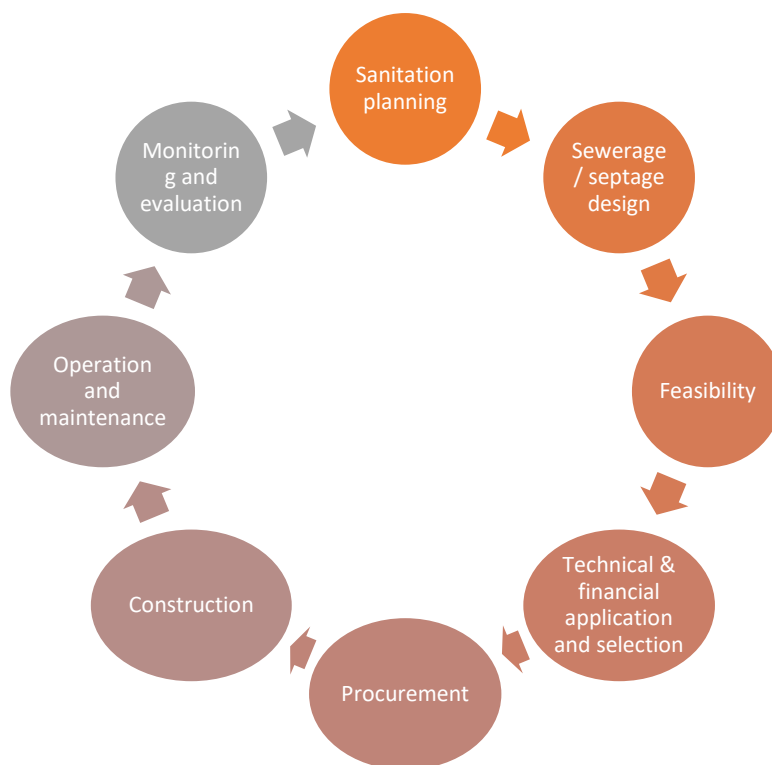 Sanitation
planning
Sewerage
/ septage
design
Feasibility
Technical &
financial
application
and selection
Procurement
Construction
Operation
and
maintenance
Monitorin
g and
evaluation